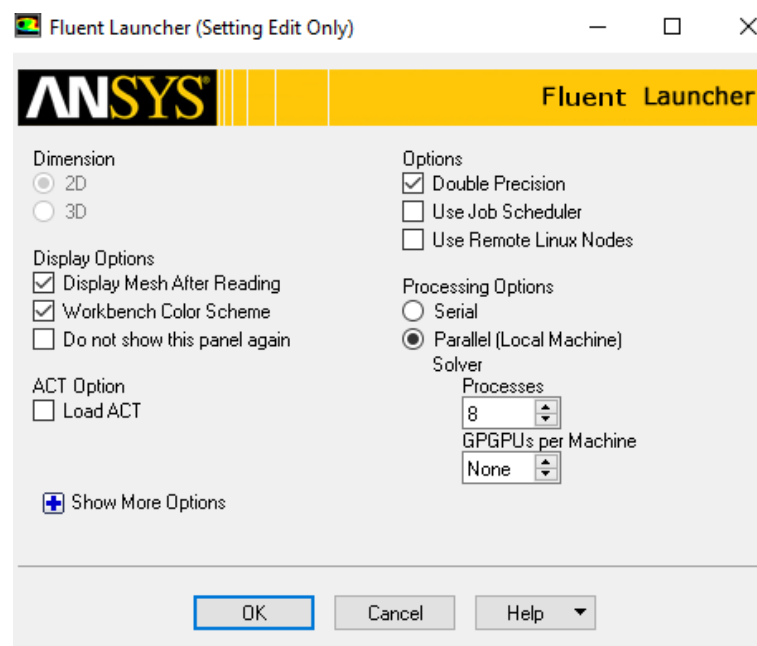 Fluent Launcher (Setting Edit Only)
ANSYS
Fluent Launcher
Dimension
2D
3D
Display Options
Display Mesh After Reading
Workbench Color Scheme
Do not show this panel again
ACT Option
Load ACT
Show More Options
Options
Double Precision
Use Job Scheduler
Use Remote Linux Nodes
Processing Options
Serial
Parallel (Local Machine)
Solver
Processes
8
GPGPUs per Machine
None
OK
Cancel
Help